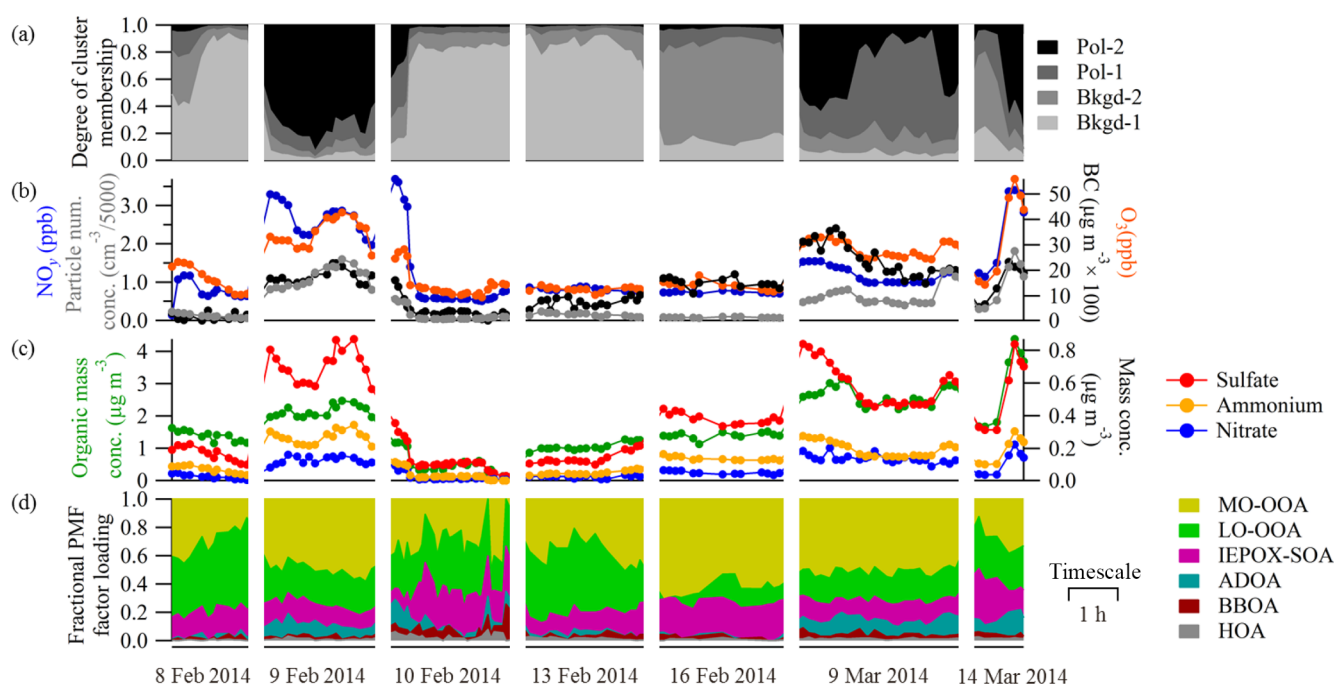 (a)
Degree of cluster
membership
1.0
0.8
0.6
0.4
0.2
0.0
Pol-2
Pol-1
Bkgd-2
Bkgd-1
(b)
NOy (ppb)
Particle num.
conc. (cm-3/5000)
3.0
2.0
1.0
0.0
50
40
30
20
10
0
BC (μg m-3 × 100)
O3(ppb)
(c)
Organic mass
conc. (μg m-3)
4
3
2
1
0
0.8
0.6
0.4
0.2
0.0
Mass conc.
(μg m-3)
Sulfate
Ammonium
Nitrate
(d)
Fractional PMF
factor loading
1.0
0.8
0.6
0.4
0.2
0.0
Timescale
1 h
MO-OOA
LO-OOA
IEPOX-SOA
ADOA
BBOA
HOA
8 Feb 2014
9 Feb 2014
10 Feb 2014
13 Feb 2014
16 Feb 2014
9 Mar 2014
14 Mar 2014